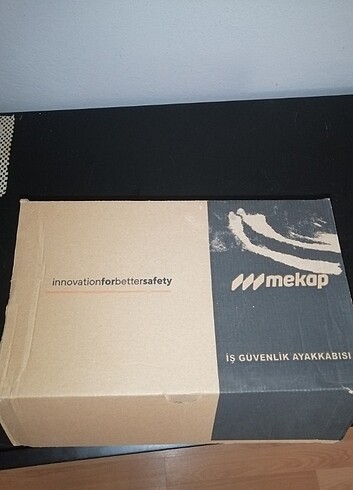 innovationforbettersafety
mekap
İŞ GÜVENLİK AYAKKABISI